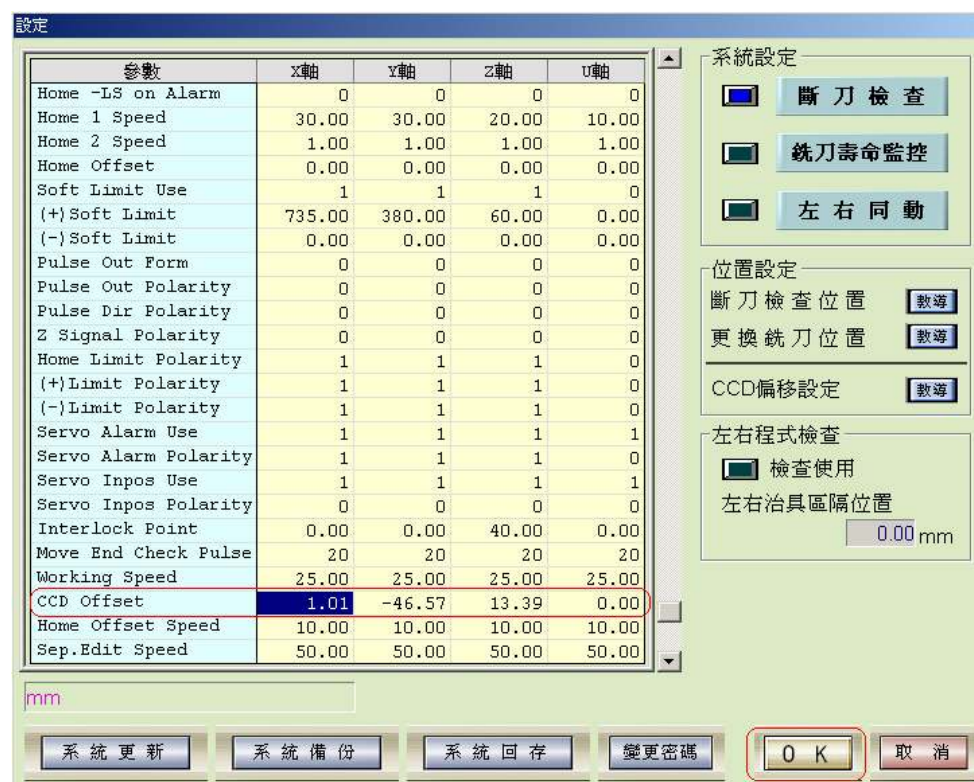 設定
參數 X軸 Y軸 Z軸 U軸
Home -LS on Alarm 0 0 0 0
Home 1 Speed 30.00 30.00 20.00 10.00
Home 2 Speed 1.00 1.00 1.00 1.00
Home Offset 0.00 0.00 0.00 0.00
Soft Limit Use 1 1 1 0
(+)Soft Limit 735.00 380.00 60.00 0.00
(-)Soft Limit 0.00 0.00 0.00 0.00
Pulse Out Form 0 0 0 0
Pulse Out Polarity 0 0 0 0
Pulse Dir Polarity 0 0 0 0
Z Signal Polarity 0 0 0 0
Home Limit Polarity 1 1 1 0
(+)Limit Polarity 1 1 1 0
(-)Limit Polarity 1 1 1 0
Servo Alarm Use 1 1 1 1
Servo Alarm Polarity 1 1 1 0
Servo Inpos Use 1 1 1 1
Servo Inpos Polarity 0 0 0 0
Interlock Point 0.00 0.00 40.00 0.00
Move End Check Pulse 20 20 20 20
Working Speed 25.00 25.00 25.00 25.00
CCD Offset 1.01 -46.57 13.39 0.00
Home Offset Speed 10.00 10.00 10.00 10.00
Sep.Edit Speed 50.00 50.00 50.00 50.00
mm
系統設定
斷刀檢查
銑刀壽命監控
左右同動
位置設定
斷刀檢查位置 教導
更換銑刀位置 教導
CCD偏移設定 教導
左右程式檢查
檢查使用
左右治具區隔位置
0.00 mm
系統更新 系統備份 系統回存 變更密碼 OK 取消